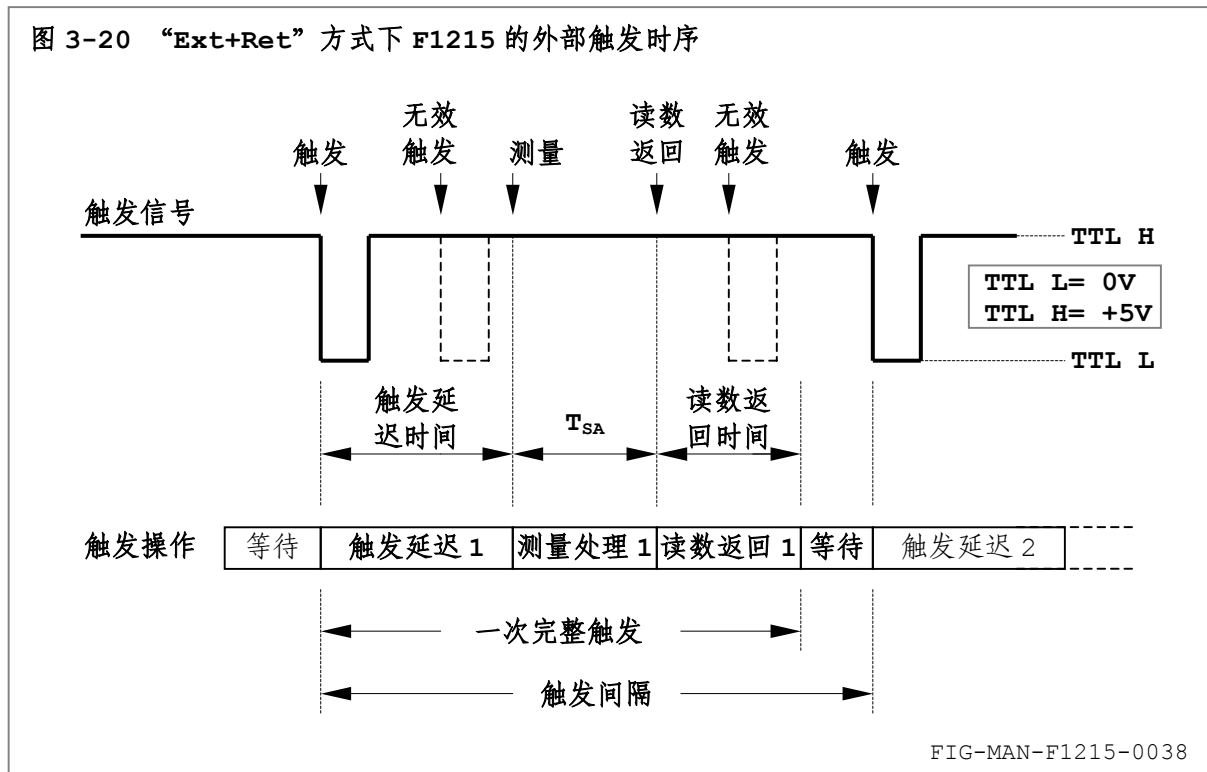 图 3-20 “Ext+Ret”方式下 F1215 的外部触发时序
无效
触发
读数
返回
无效
触发
触发
测量
触发
触发信号
TTL H
TTL L= 0V
TTL H= +5V
TTL L
触发延
迟时间
TSA
读数返
回时间
触发操作
等待
触发延迟 1
测量处理 1
读数返回 1
等待
触发延迟 2
一次完整触发
触发间隔
FIG-MAN-F1215-0038